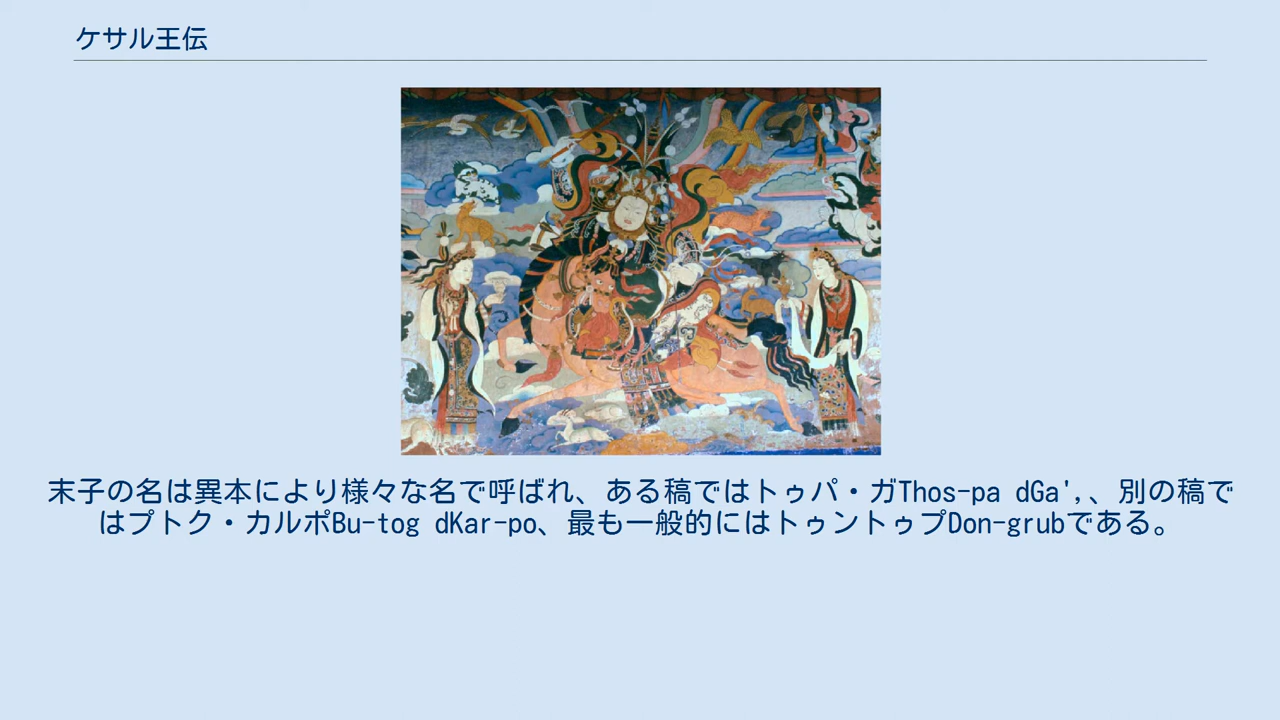 ケサル王伝
末子の名は異本により様々な名で呼ばれ、ある稿ではトゥパ・ガThos-pa dGa',、別の稿で
はプトク・カルポBu-tog dKar-po、最も一般的にはトゥントゥプDon-grubである。